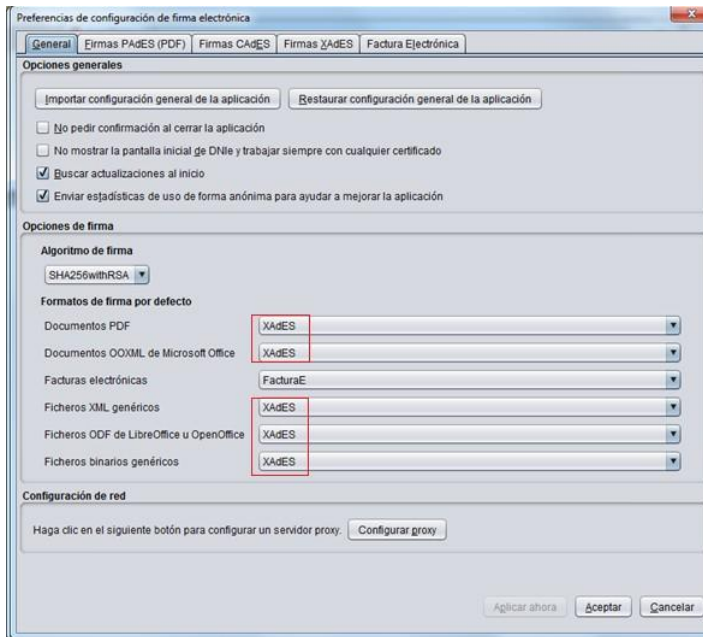 Preferencias de configuración de firma electrónica
General Firmas PAdES (PDF) Firmas CAdES Firmas XAdES Factura Electrónica
Opciones generales
Importar configuración general de la aplicación Restaurar configuración general de la aplicación
No pedir confirmación al cerrar la aplicación
No mostrar la pantalla inicial de DNIe y trabajar siempre con cualquier certificado
Buscar actualizaciones al inicio
Enviar estadísticas de uso de forma anónima para ayudar a mejorar la aplicación
Opciones de firma
Algoritmo de firma
SHA256withRSA
Formatos de firma por defecto
Documentos PDF XAdES
Documentos OOXML de Microsoft Office XAdES
Facturas electrónicas FacturaE
Ficheros XML genéricos XAdES
Ficheros ODF de LibreOffice u OpenOffice XAdES
Ficheros binarios genéricos XAdES
Configuración de red
Haga clic en el siguiente botón para configurar un servidor proxy. Configurar proxy
Aplicar ahora Aceptar Cancelar